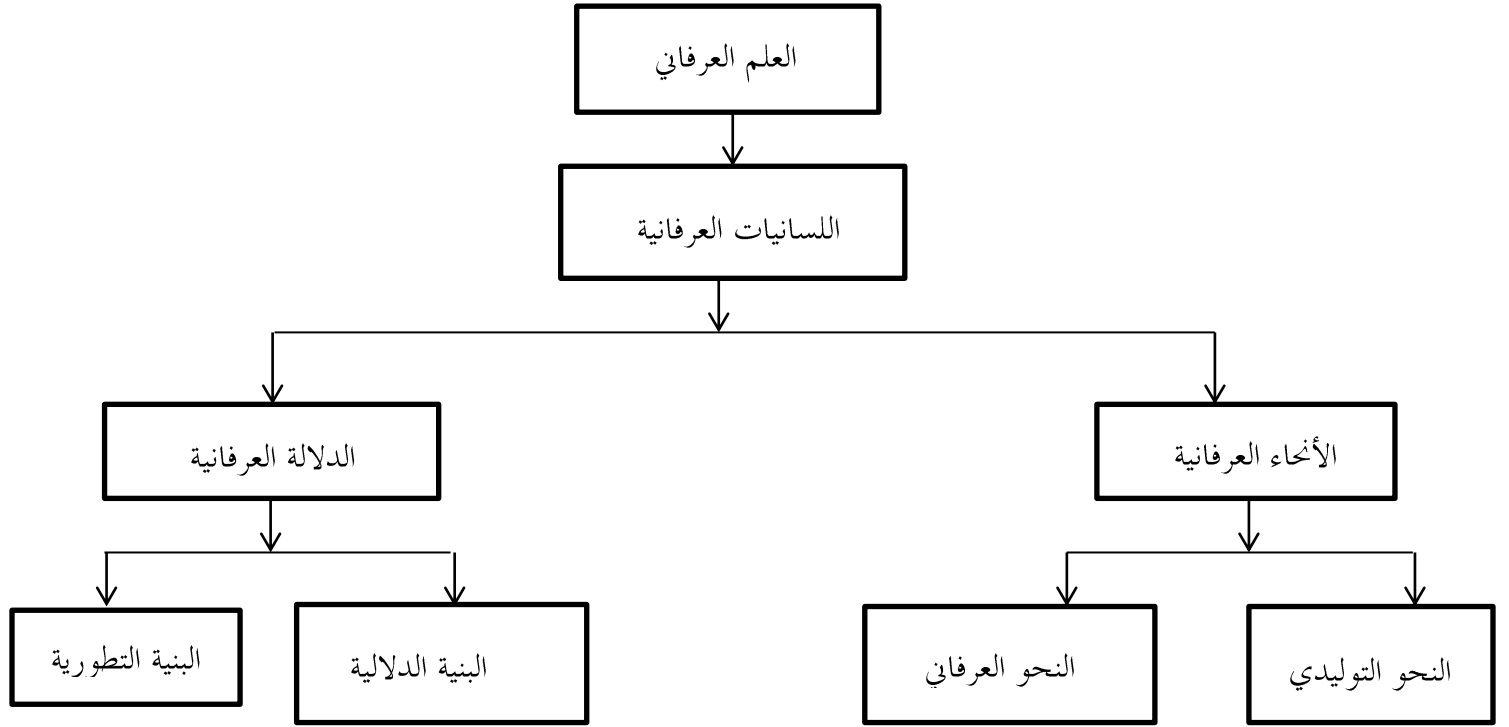 العلم العرفاني
اللسانيات العرفانية
الأنحاء العرفانية
الدلالة العرفانية
النحو التوليدي
النحو العرفاني
البنية الدلالية
البنية التطورية